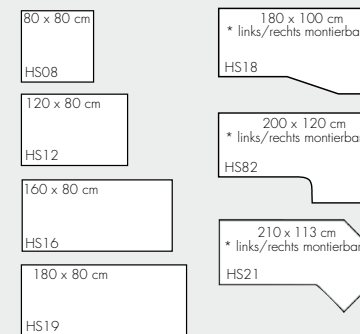 80 x 80 cm
HS08
120 x 80 cm
HS12
160 x 80 cm
HS16
180 x 80 cm
HS19
180 x 100 cm
* links/rechts montierba
HS18
200 x 120 cm
* links/rechts montierbar
HS82
210 x 113 cm
* links/rechts montierbar
HS21